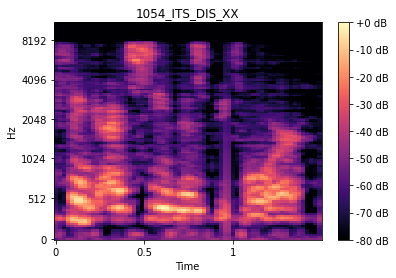 1054_ITS_DIS_XX
+0 dB
8192
-10 dB
4096
-20 dB
-30 dB
2048
Hz
-40 dB
1024
-50 dB
512
-60 dB
-70 dB
0
-80 dB
0 0.5 1
Time